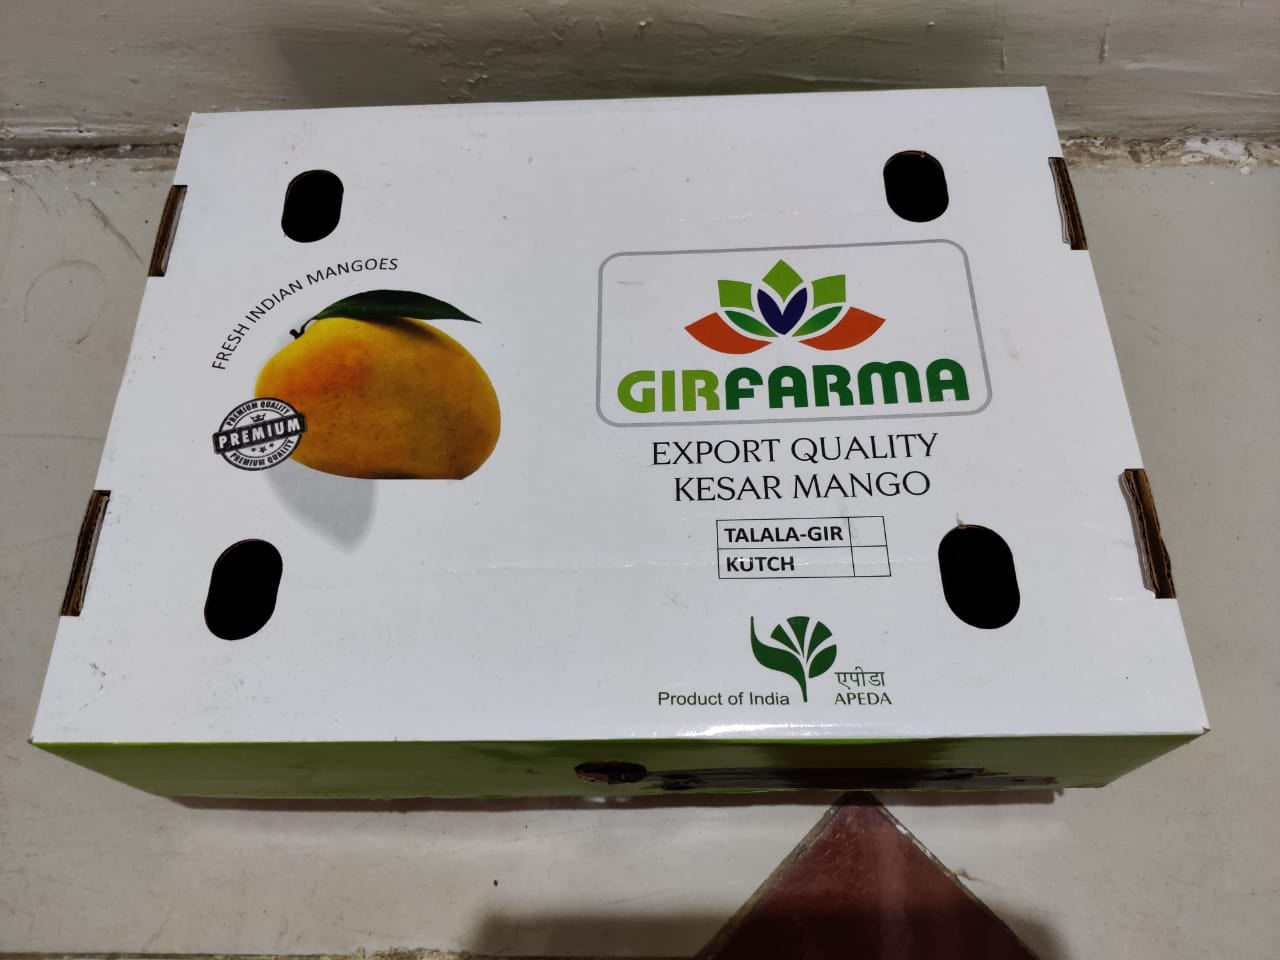 FRESH INDIAN MANGOES
PREMIUM QUALITY
PREMIUM
PREMIUM QUALITY
GIRFARMA
EXPORT QUALITY
KESAR MANGO
TALALA-GIR
KUTCH
एपीडा
Product of India APEDA